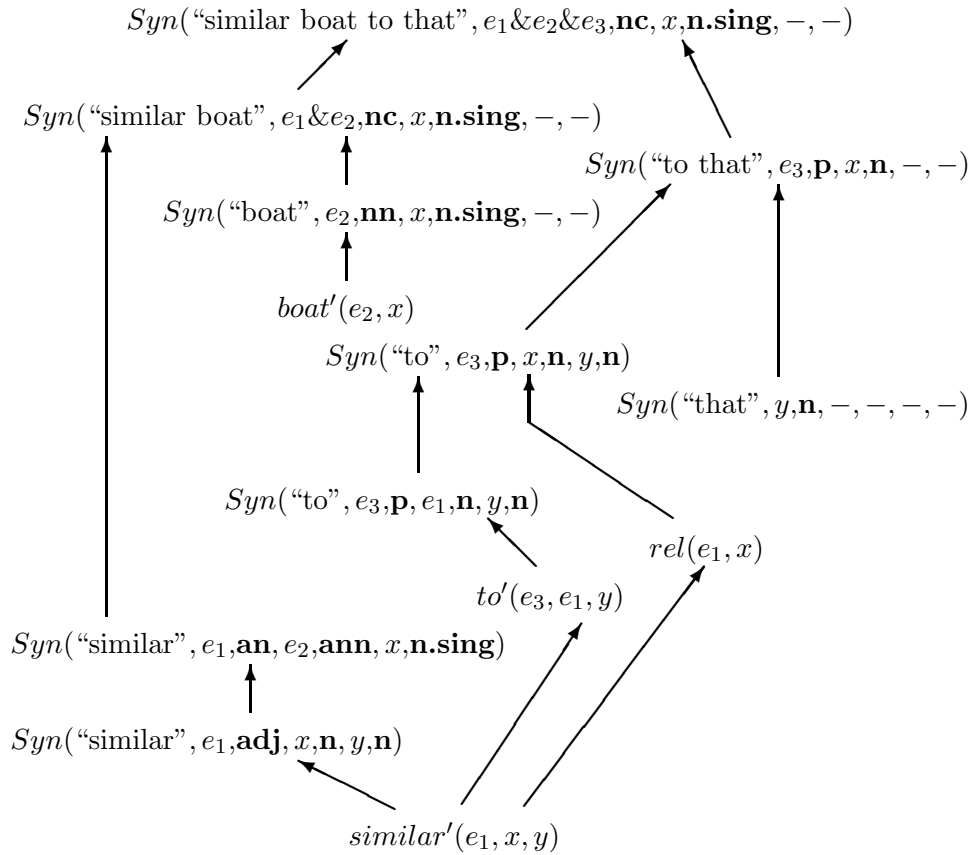 Syn(“similar boat to that”, e₁&e₂&e₃,nc, x,n.sing, −, −)
Syn(“similar boat”, e₁&e₂,nc, x,n.sing, −, −)
Syn(“to that”, e₃,p, x,n, −, −)
Syn(“boat”, e₂,nn, x,n.sing, −, −)
boat′(e₂, x)
Syn(“to”, e₃,p, x,n, y,n)
Syn(“that”, y,n, −, −, −, −)
Syn(“to”, e₃,p, e₁,n, y,n)
rel(e₁, x)
to′(e₃, e₁, y)
Syn(“similar”, e₁,an, e₂,ann, x,n.sing)
Syn(“similar”, e₁,adj, x,n, y,n)
similar′(e₁, x, y)